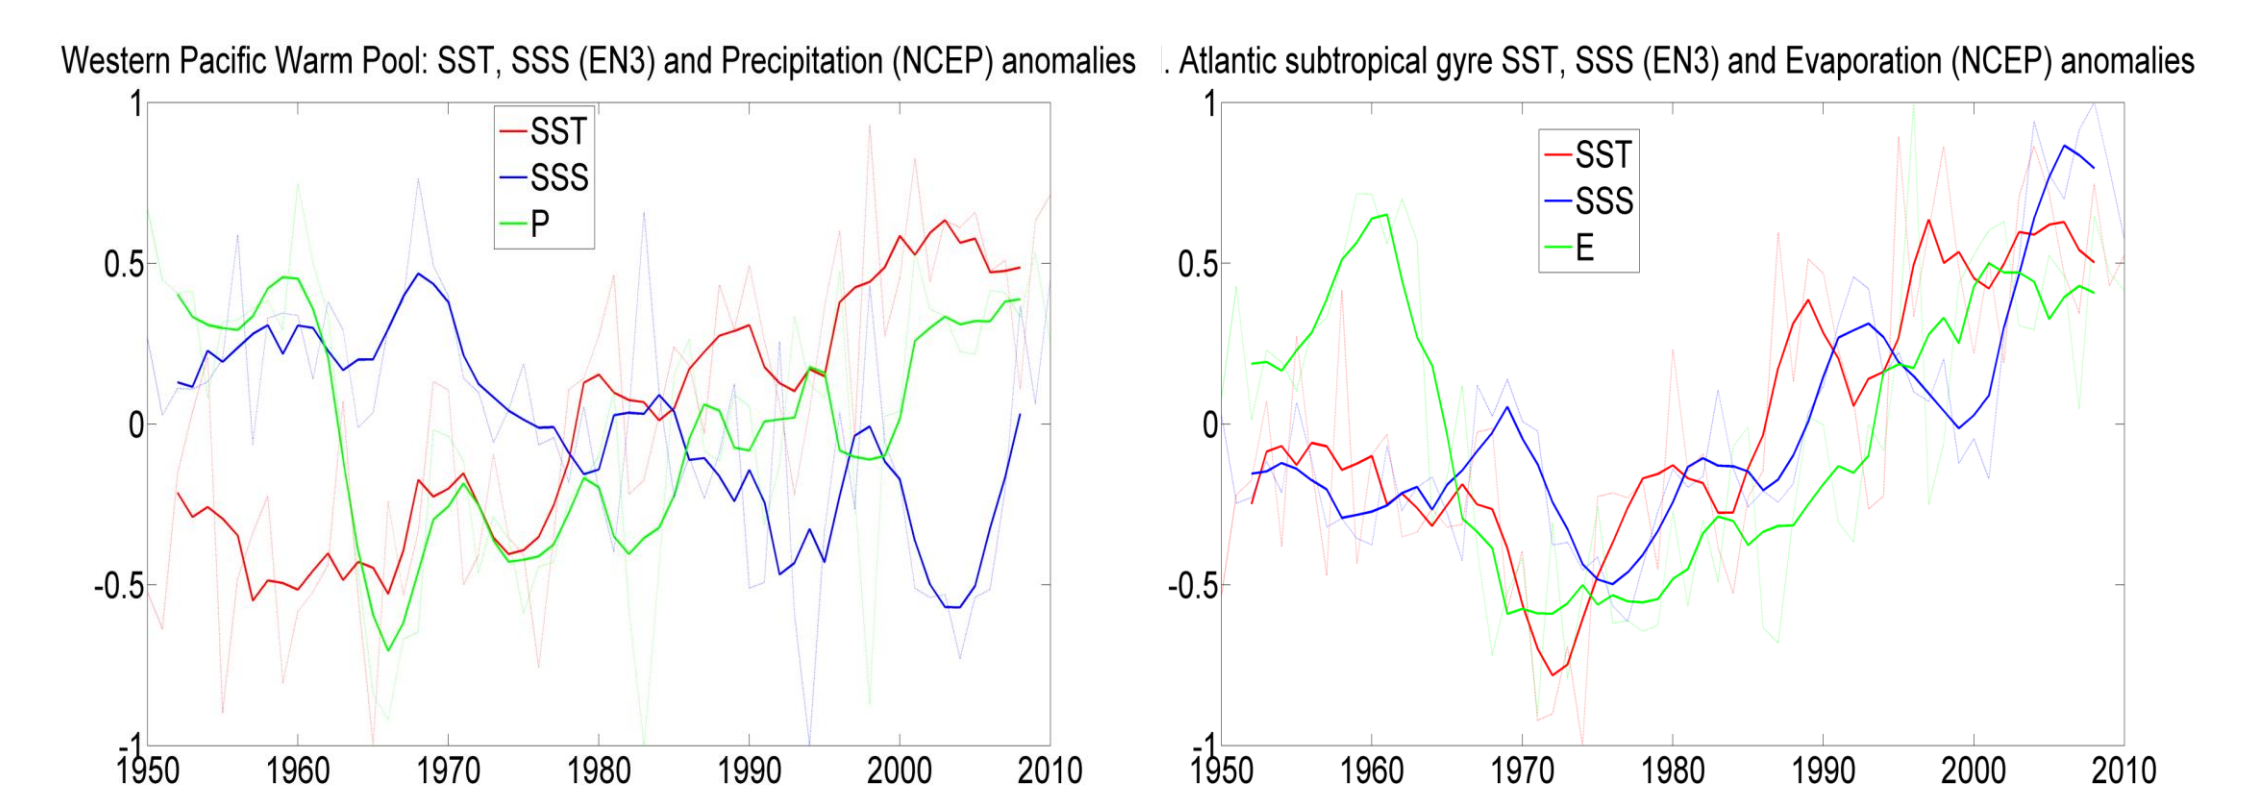 Western Pacific Warm Pool: SST, SSS (EN3) and Precipitation (NCEP) anomalies
1
0.5
0
-0.5
-1
1950 1960 1970 1980 1990 2000 2010
SST
SSS
P
. Atlantic subtropical gyre SST, SSS (EN3) and Evaporation (NCEP) anomalies
1
0.5
0
-0.5
-1
1950 1960 1970 1980 1990 2000 2010
SST
SSS
E